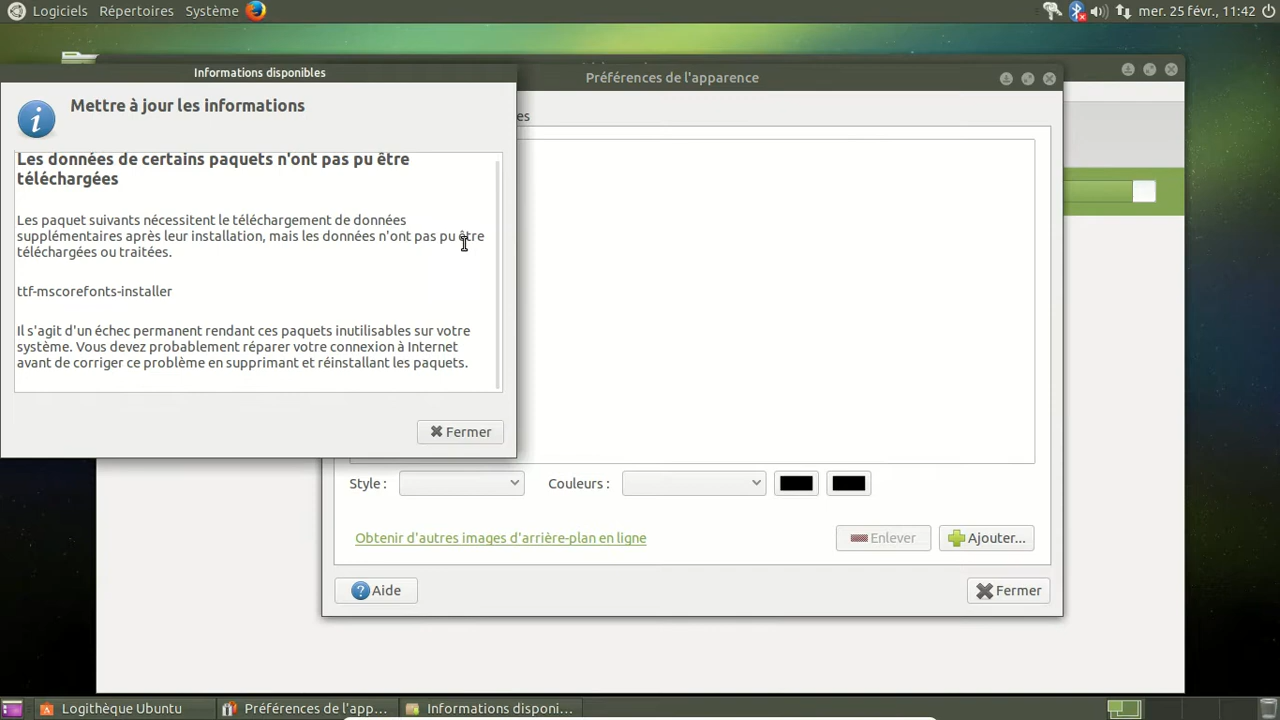 Logiciels Répertoires Système mer. 25 févr., 11:42
Informations disponibles
Mettre à jour les informations
Les données de certains paquets n'ont pas pu être
téléchargées
Les paquet suivants nécessitent le téléchargement de données
supplémentaires après leur installation, mais les données n'ont pas pu être
téléchargées ou traitées.
ttf-mscorefonts-installer
Il s'agit d'un échec permanent rendant ces paquets inutilisables sur votre
système. Vous devez probablement réparer votre connexion à Internet
avant de corriger ce problème en supprimant et réinstallant les paquets.
Fermer
Préférences de l'apparence
es
Style : Couleurs :
Obtenir d'autres images d'arrière-plan en ligne Enlever Ajouter...
Aide Fermer
Logithèque Ubuntu Préférences de l'app... Informations disponi...